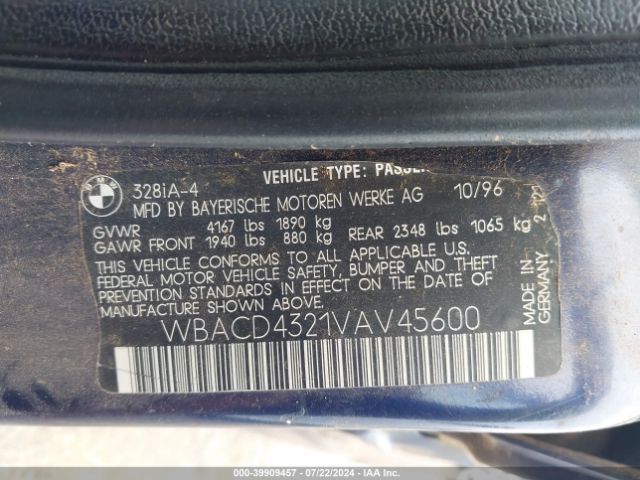 VEHICLE TYPE:
BMW 328iA-4
MFD BY BAYERISCHE MOTOREN WERKE AG 10/96
GVWR 4167 lbs 1890 kg
GAWR FRONT 1940 lbs 880 kg REAR 2348 lbs 1065 kg
THIS VEHICLE CONFORMS TO ALL APPLICABLE U.S.
FEDERAL MOTOR VEHICLE SAFETY, BUMPER AND THEFT
PREVENTION STANDARDS IN EFFECT ON THE DATE OF
MANUFACTURE SHOWN ABOVE.
MADE IN
GERMANY
WBACD4321VAV45600
000-39909457 - 07/22/2024 - IAA Inc.